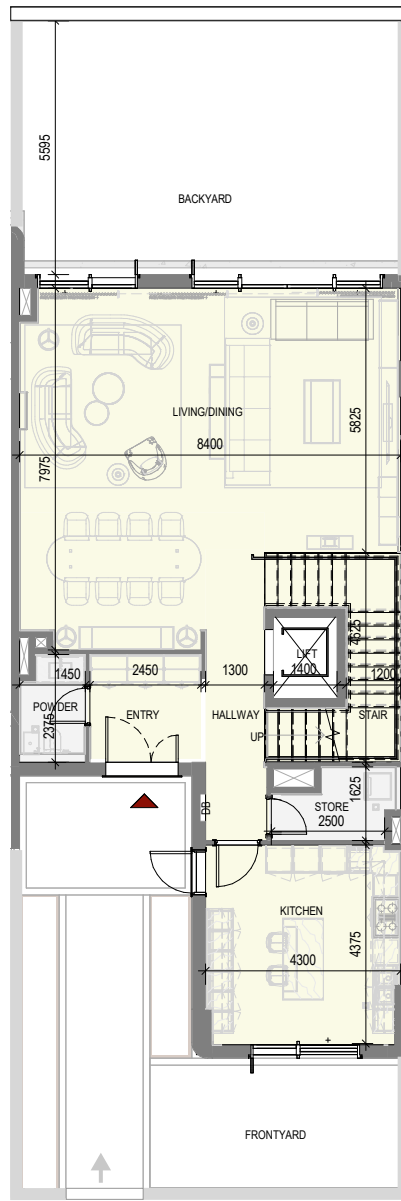 5595
BACKYARD
5825
LIVING/DINING
8400
7975
4625
LIFT
1450
2450
1300
1400
1200
POWDER
ENTRY
HALLWAY
STAIR
2375
UP
DB
STORE
1625
2500
KITCHEN
4375
4300
FRONTYARD